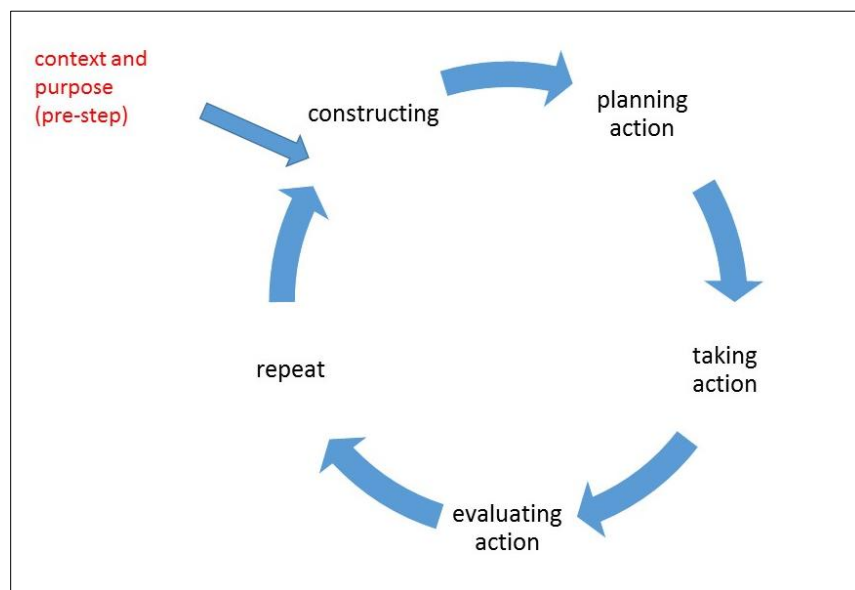 context and
purpose
(pre-step)
constructing
planning
action
taking
action
evaluating
action
repeat